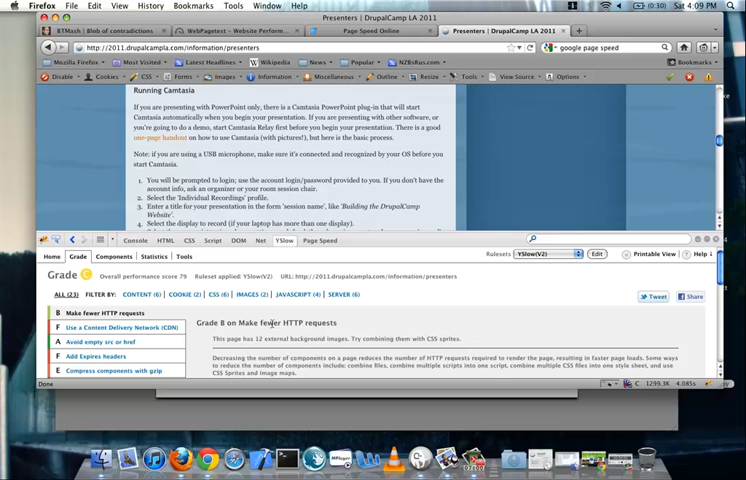 Firefox File Edit View History Bookmarks Tools Window Help (0:30) Sat 4:09 PM
Presenters | DrupalCamp LA 2011
BTMash | Blog of contradictions
WebPagetest - Website Perform...
Page Speed Online
Presenters | DrupalCamp LA 2011
http://2011.drupalcampla.com/information/presenters
google page speed
Mozilla Firefox Most Visited Latest Headlines Wikipedia News Popular NZBsRus.com Bookmarks
Disable Cookies CSS Forms Images Information Miscellaneous Outline Resize Tools View Source Options
Running Camtasia
If you are presenting with PowerPoint only, there is a Camtasia PowerPoint plug-in that will start
Camtasia automatically when you begin your presentation. If you are presenting with other software, or
you're going to do a demo, start Camtasia Relay first before you begin your presentation. There is a good
one-page handout on how to use Camtasia (with pictures!), but here is the basic process.
Note: if you are using a USB microphone, make sure it's connected and recognized by your OS before you
start Camtasia.
1. You will be prompted to login; use the account login/password provided to you. If you don't have the
account info, ask an organizer or your room session chair.
2. Select the 'Individual Recordings' profile.
3. Enter a title for your presentation in the form 'session name', like 'Building the DrupalCamp
Website'.
4. Select the display to record (if your laptop has more than one display).
Console HTML CSS Script DOM Net YSlow Page Speed
Home Grade Components Statistics Tools
Rulesets YSlow(V2) Edit Printable View Help
Grade C Overall performance score 79 Ruleset applied: YSlow(V2) URL: http://2011.drupalcampla.com/information/presenters
ALL (23) FILTER BY: CONTENT (6) COOKIE (2) CSS (6) IMAGES (2) JAVASCRIPT (4) SERVER (6)
Tweet Share
B Make fewer HTTP requests
F Use a Content Delivery Network (CDN)
A Avoid empty src or href
F Add Expires headers
E Compress components with gzip
Grade B on Make fewer HTTP requests
This page has 12 external background images. Try combining them with CSS sprites.
Decreasing the number of components on a page reduces the number of HTTP requests required to render the page, resulting in faster page loads. Some ways
to reduce the number of components include: combine files, combine multiple scripts into one script, combine multiple CSS files into one style sheet, and use
CSS Sprites and image maps.
Done
C 1299.3K 4.085s